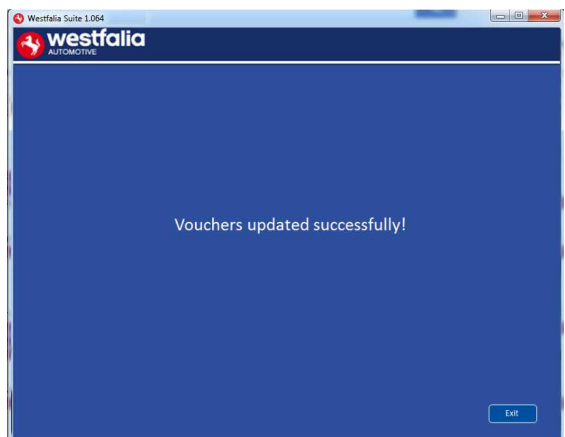 Westfalia Suite 1.064
westfalia
AUTOMOTIVE
Vouchers updated successfully!
Exit